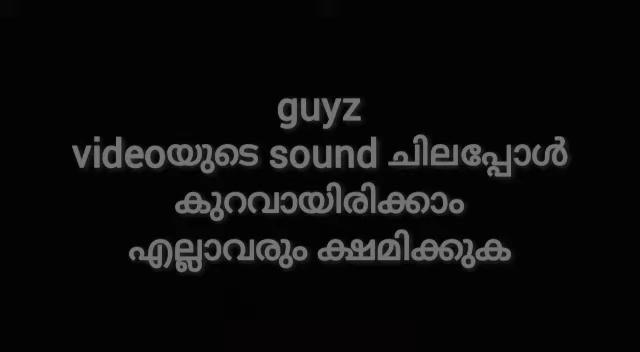 guyz
videoയുടെ sound ചിലപ്പോൾ
കുറവായിരിക്കാം
എല്ലാവരും ക്ഷമിക്കുക